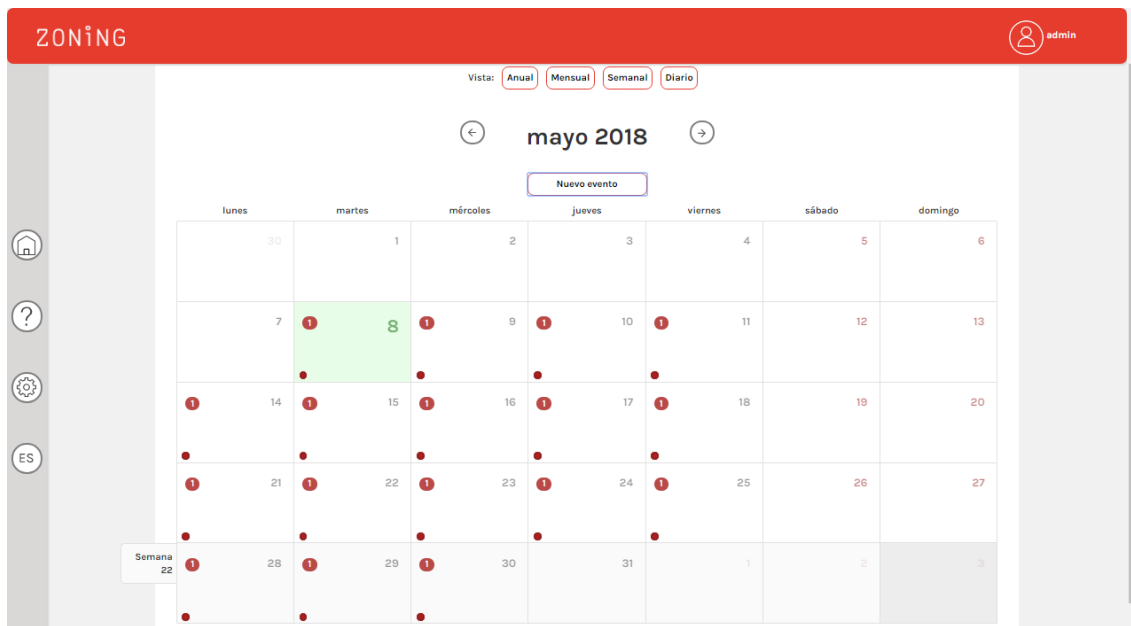 ZONiNG
admin
Vista: Anual Mensual Semanal Diario
mayo 2018
Nuevo evento
lunes martes mércoles jueves viernes sábado domingo
30 1 2 3 4 5 6
7 1 8 1 9 1 10 1 11 12 13
1 14 1 15 1 16 1 17 1 18 19 20
1 21 1 22 1 23 1 24 1 25 26 27
Semana
22
1 28 1 29 1 30 31 1 2 3
?
ES